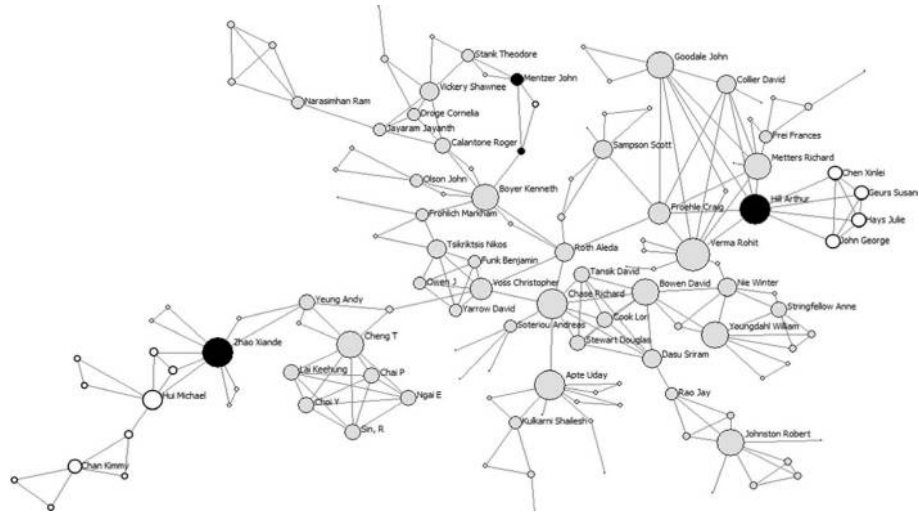 Stank Theodore
Goodale John
Mentzer John
Collier David
Vickery Shawnee
Narasimhan Ram
Droge Cornelia
Jayaram Jayanth
Calantone Roger
Sampson Scott
Frei Frances
Metters Richard
Chen Xinlei
Olson John
Boyer Kenneth
Hill Arthur
Geurs Susan
Frohlich Markham
Froehle Craig
Hays Julie
John George
Tsikriktsis Nikos
Roth Aleda
Verma Rohit
Funk Benjamin
Tansik David
Owen J
Voss Christopher
Bowen David
Nie Winter
Yeung Andy
Yarrow David
Chase Richard
Stringfellow Anne
Soteriou Andreas
Cook Lori
Youngdahl William
Zhao Xiande
Cheng T
Stewart Douglas
Dasu Sriram
Lai Keehung
Chai P
Apte Uday
Hui Michael
Choi Y
Ngai E
Rao Jay
Sin, R
Kulkarni Shailesh
Johnston Robert
Chan Kimmy